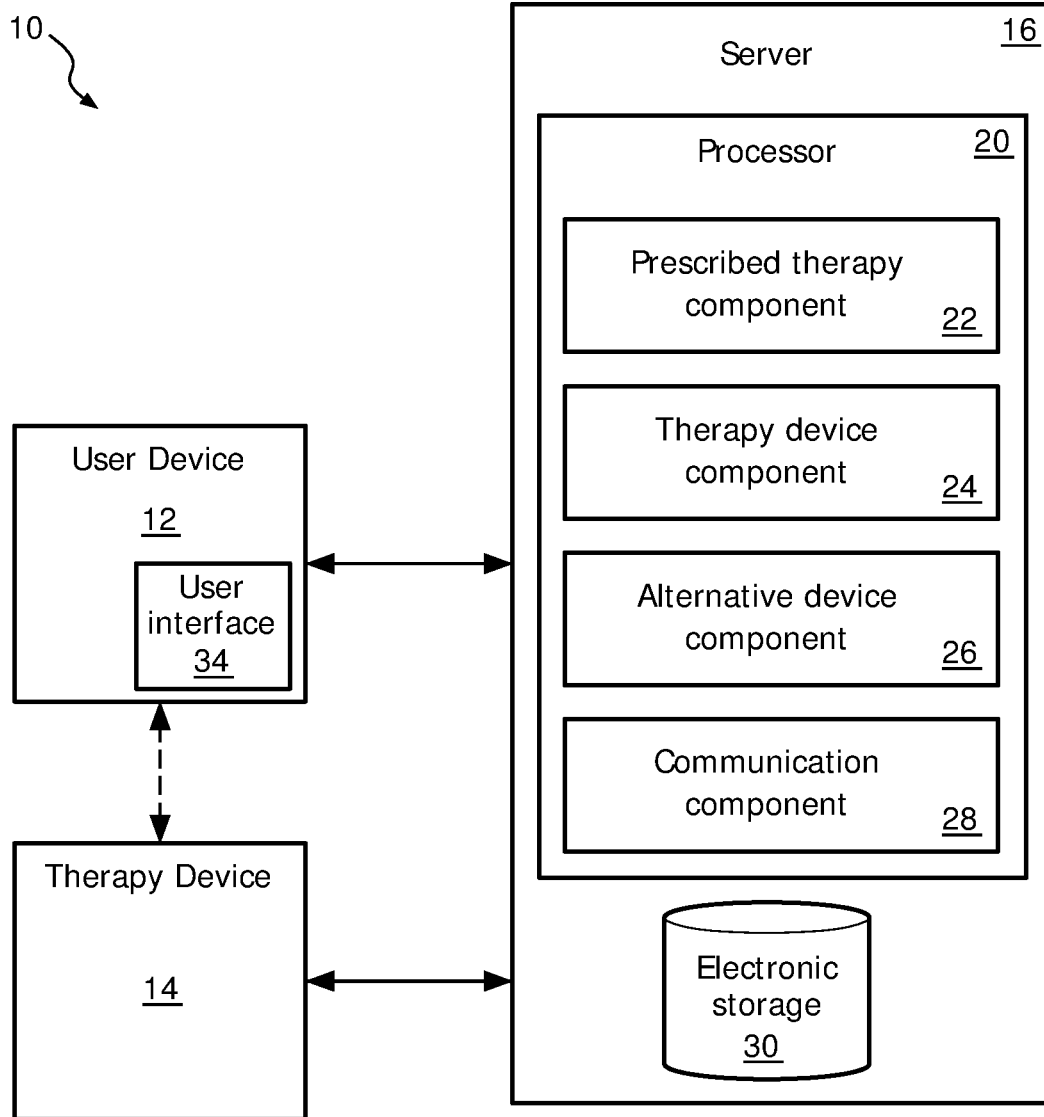 10
16
Server
20
Processor
Prescribed therapy
component
22
Therapy device
component
24
Alternative device
component
26
Communication
component
28
Electronic
storage
30
User Device
12
User
interface
34
Therapy Device
14